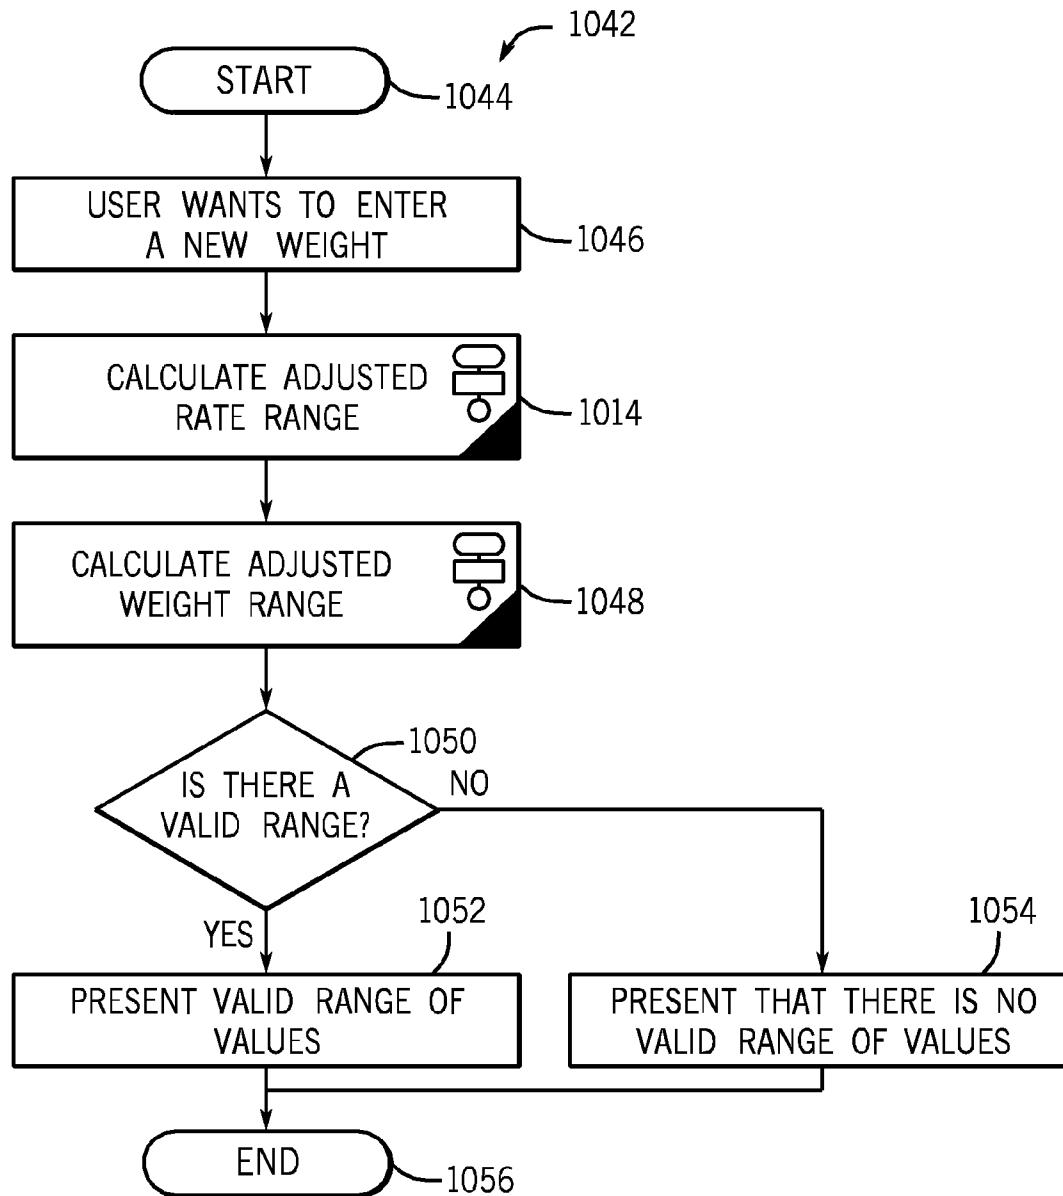 1042
START
1044
USER WANTS TO ENTER
A NEW WEIGHT
1046
CALCULATE ADJUSTED
RATE RANGE
1014
CALCULATE ADJUSTED
WEIGHT RANGE
1048
1050
IS THERE A
VALID RANGE?
NO
YES
1052
1054
PRESENT VALID RANGE OF
VALUES
PRESENT THAT THERE IS NO
VALID RANGE OF VALUES
END
1056